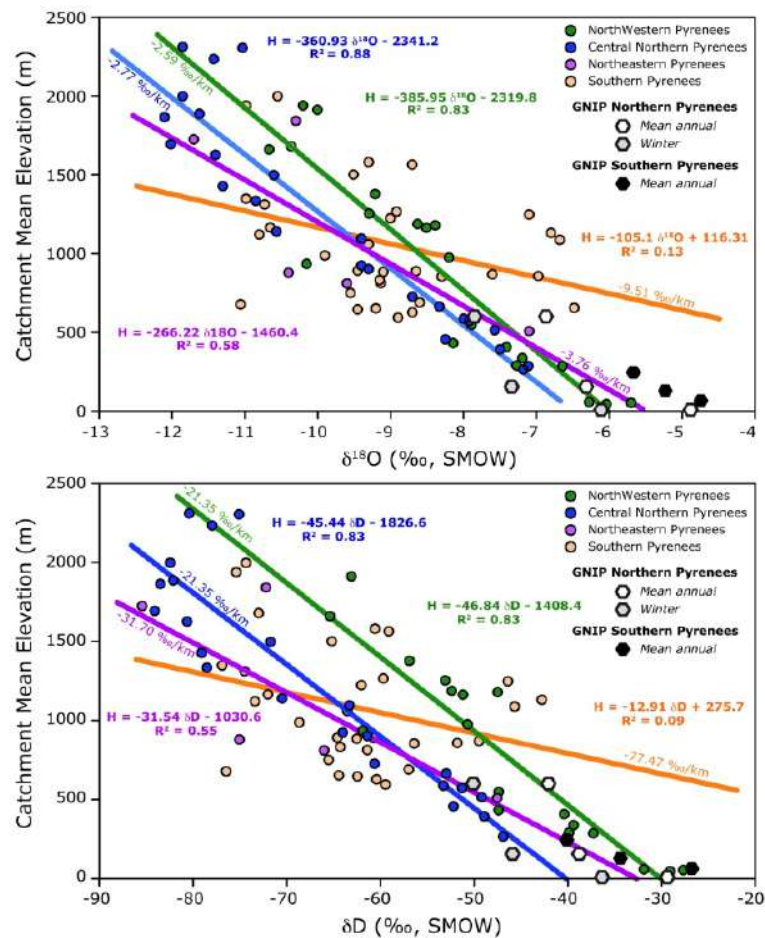 H = -360.93 δ¹⁸O - 2341.2
R² = 0.88
-2.59 ‰/km
-2.77 ‰/km
H = -385.95 δ¹⁸O - 2319.8
R² = 0.83
NorthWestern Pyrenees
Central Northern Pyrenees
Northeastern Pyrenees
Southern Pyrenees
GNIP Northern Pyrenees
Mean annual
Winter
GNIP Southern Pyrenees
Mean annual
H = -105.1 δ¹⁸O + 116.31
R² = 0.13
-9.51 ‰/km
H = -266.22 δ18O - 1460.4
R² = 0.58
-3.76 ‰/km
Catchment Mean Elevation (m)
2500
2000
1500
1000
500
0
-13 -12 -11 -10 -9 -8 -7 -6 -5 -4
δ¹⁸O (‰, SMOW)
H = -45.44 δD - 1826.6
R² = 0.83
-21.35 ‰/km
-21.35 ‰/km
-31.70 ‰/km
H = -46.84 δD - 1408.4
R² = 0.83
NorthWestern Pyrenees
Central Northern Pyrenees
Northeastern Pyrenees
Southern Pyrenees
GNIP Northern Pyrenees
Mean annual
Winter
GNIP Southern Pyrenees
Mean annual
H = -12.91 δD + 275.7
R² = 0.09
-77.47 ‰/km
H = -31.54 δD - 1030.6
R² = 0.55
Catchment Mean Elevation (m)
2500
2000
1500
1000
500
0
-90 -80 -70 -60 -50 -40 -30 -20
δD (‰, SMOW)